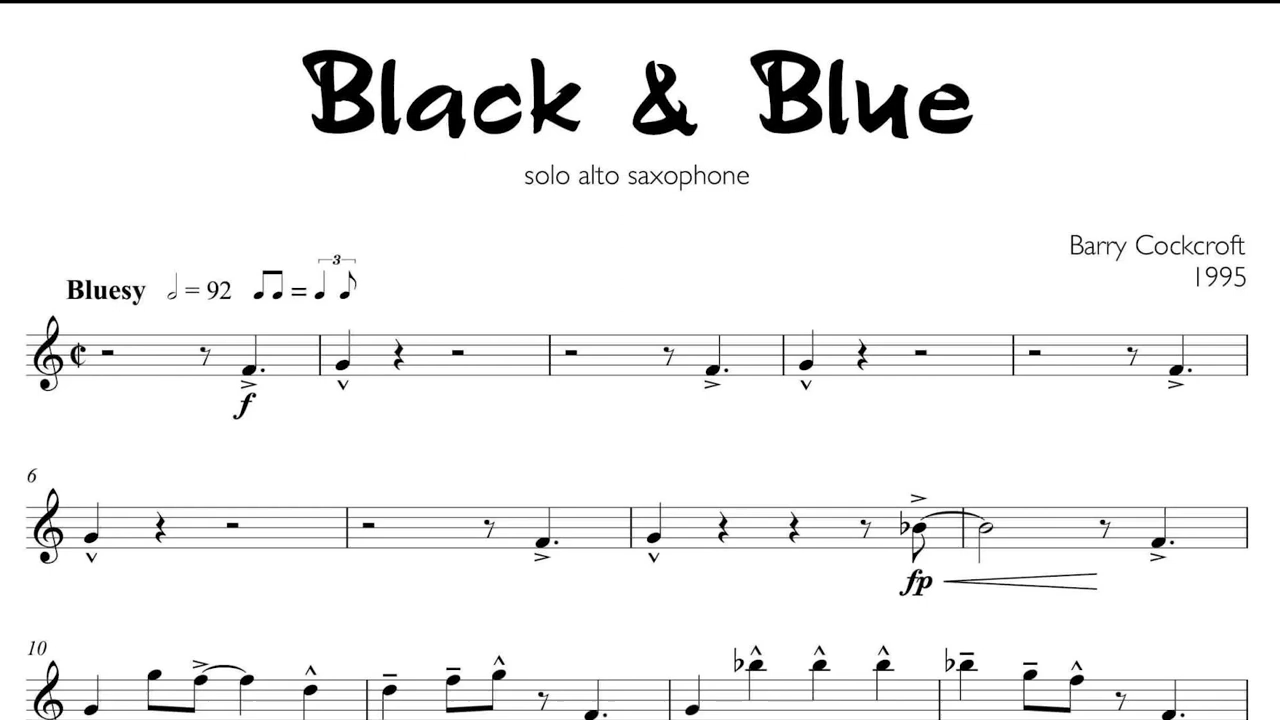 Black & Blue
solo alto saxophone
Barry Cockcroft
1995
3
Bluesy = 92 =
f
6
fp
10